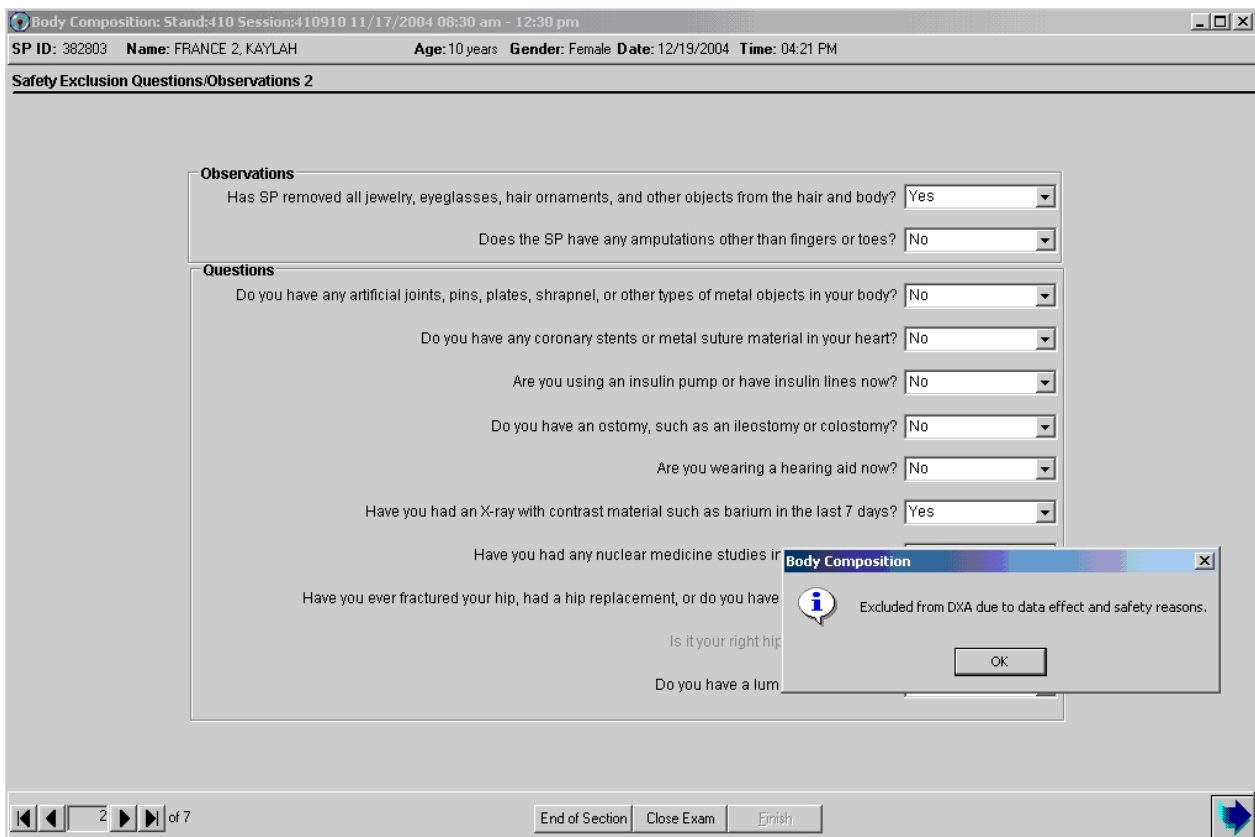 Body Composition: Stand:410 Session:410910 11/17/2004 08:30 am - 12:30 pm
SP ID: 382803 Name: FRANCE 2, KAYLAH Age: 10 years Gender: Female Date: 12/19/2004 Time: 04:21 PM
Safety Exclusion Questions/Observations 2
Observations
Has SP removed all jewelry, eyeglasses, hair ornaments, and other objects from the hair and body? Yes
Does the SP have any amputations other than fingers or toes? No
Questions
Do you have any artificial joints, pins, plates, shrapnel, or other types of metal objects in your body? No
Do you have any coronary stents or metal suture material in your heart? No
Are you using an insulin pump or have insulin lines now? No
Do you have an ostomy, such as an ileostomy or colostomy? No
Are you wearing a hearing aid now? No
Have you had an X-ray with contrast material such as barium in the last 7 days? Yes
Have you had any nuclear medicine studies
Have you ever fractured your hip, had a hip replacement, or do you have
Is it your right hip
Do you have a lum
Body Composition
Excluded from DXA due to data effect and safety reasons.
OK
2 of 7
End of Section Close Exam Finish